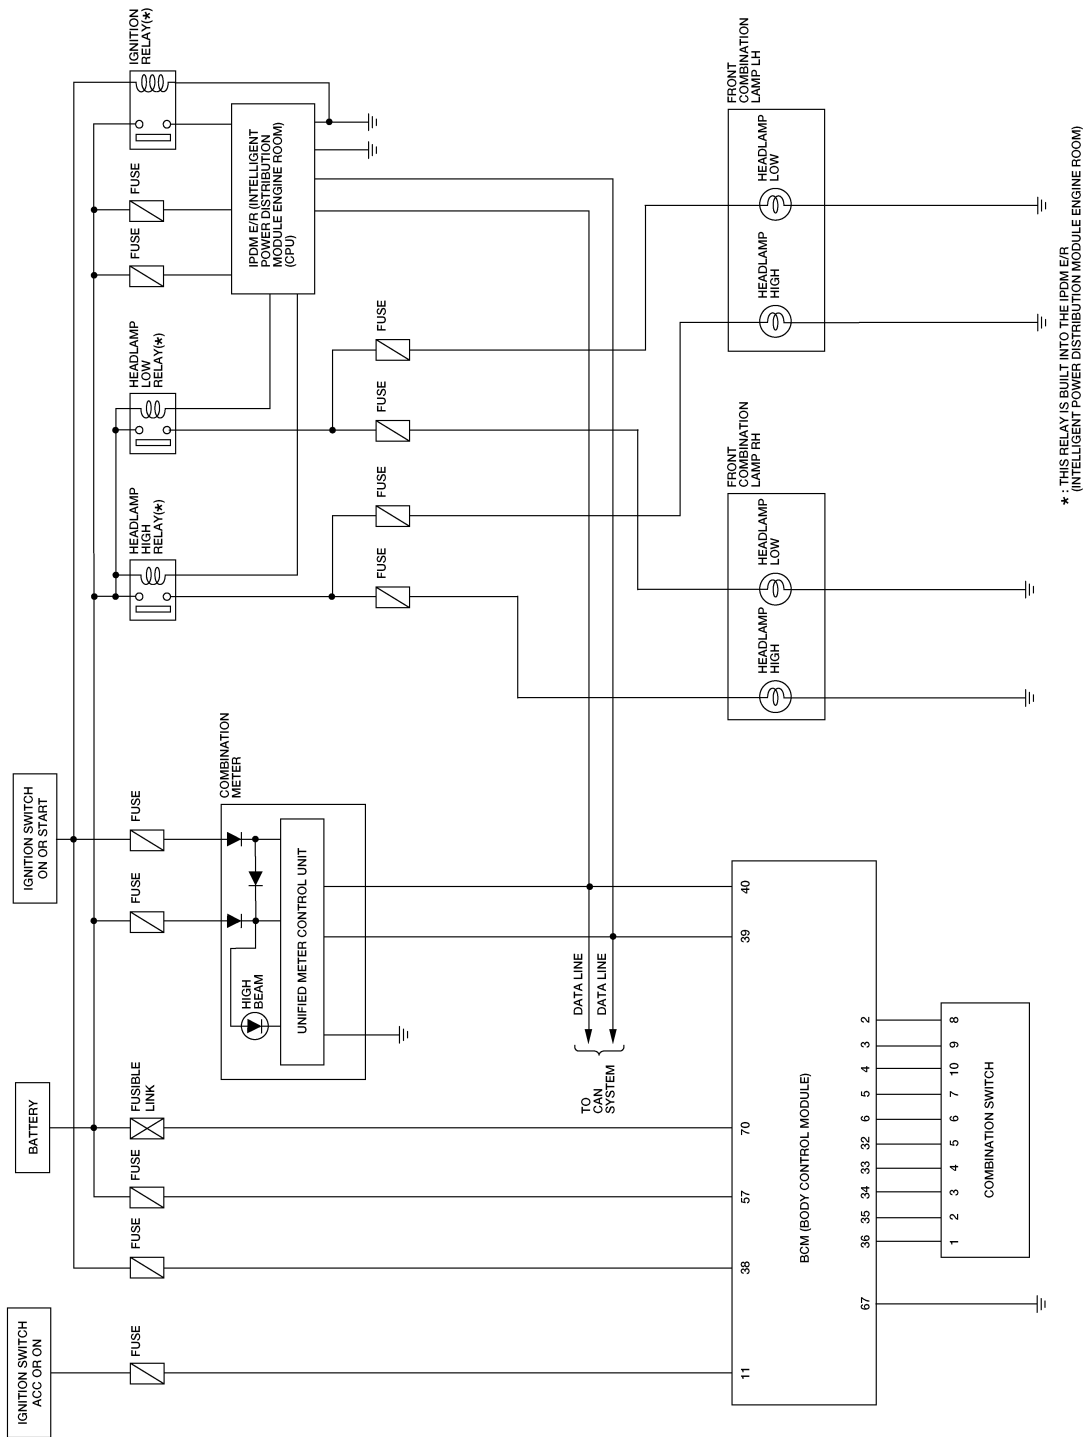 IGNITION SWITCH
ACC OR ON
BATTERY
IGNITION SWITCH
ON OR START
FUSE
FUSE
FUSE
FUSIBLE
LINK
FUSE
FUSE
HEADLAMP
HIGH
RELAY(*)
HEADLAMP
LOW
RELAY(*)
FUSE
FUSE
IGNITION
RELAY(*)
COMBINATION
METER
HIGH
BEAM
UNIFIED METER CONTROL UNIT
IPDM E/R (INTELLIGENT
POWER DISTRIBUTION
MODULE ENGINE ROOM)
(CPU)
FUSE
FUSE
FUSE
FUSE
TO
CAN
SYSTEM
DATA LINE
DATA LINE
11
38
57
70
39
40
BCM (BODY CONTROL MODULE)
67
36
35
34
33
32
6
5
4
3
2
1
2
3
4
5
6
7
10
9
8
COMBINATION SWITCH
FRONT
COMBINATION
LAMP RH
HEADLAMP
HIGH
HEADLAMP
LOW
FRONT
COMBINATION
LAMP LH
HEADLAMP
HIGH
HEADLAMP
LOW
* : THIS RELAY IS BUILT INTO THE IPDM E/R
(INTELLIGENT POWER DISTRIBUTION MODULE ENGINE ROOM)